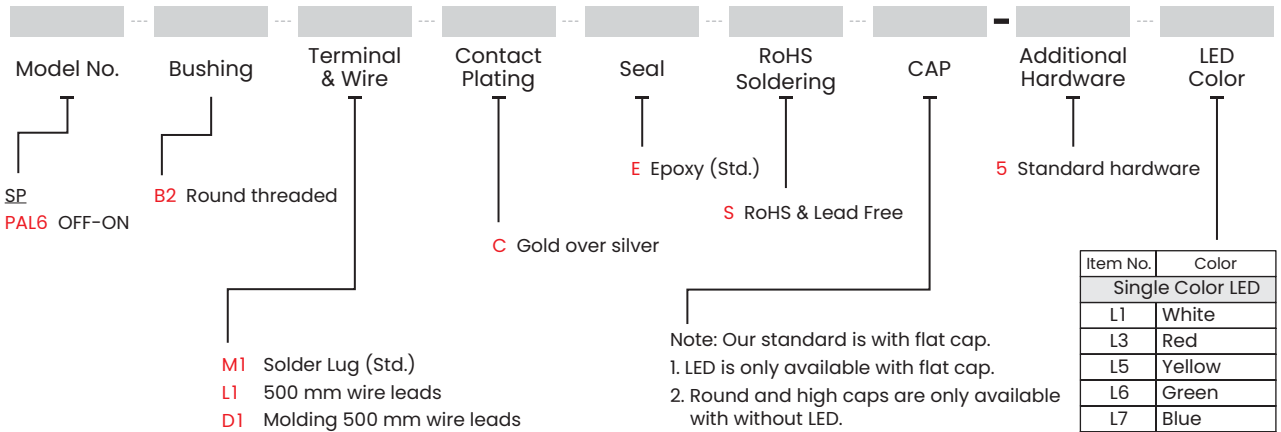 Model No.
Bushing
Terminal
& Wire
Contact
Plating
Seal
RoHS
Soldering
CAP
Additional
Hardware
LED
Color
SP
PAL6 OFF-ON
B2 Round threaded
M1 Solder Lug (Std.)
L1 500 mm wire leads
D1 Molding 500 mm wire leads
C Gold over silver
E Epoxy (Std.)
S RoHS & Lead Free
Note: Our standard is with flat cap.
1. LED is only available with flat cap.
2. Round and high caps are only available
with without LED.
5 Standard hardware
Item No. Color
Single Color LED
L1 White
L3 Red
L5 Yellow
L6 Green
L7 Blue